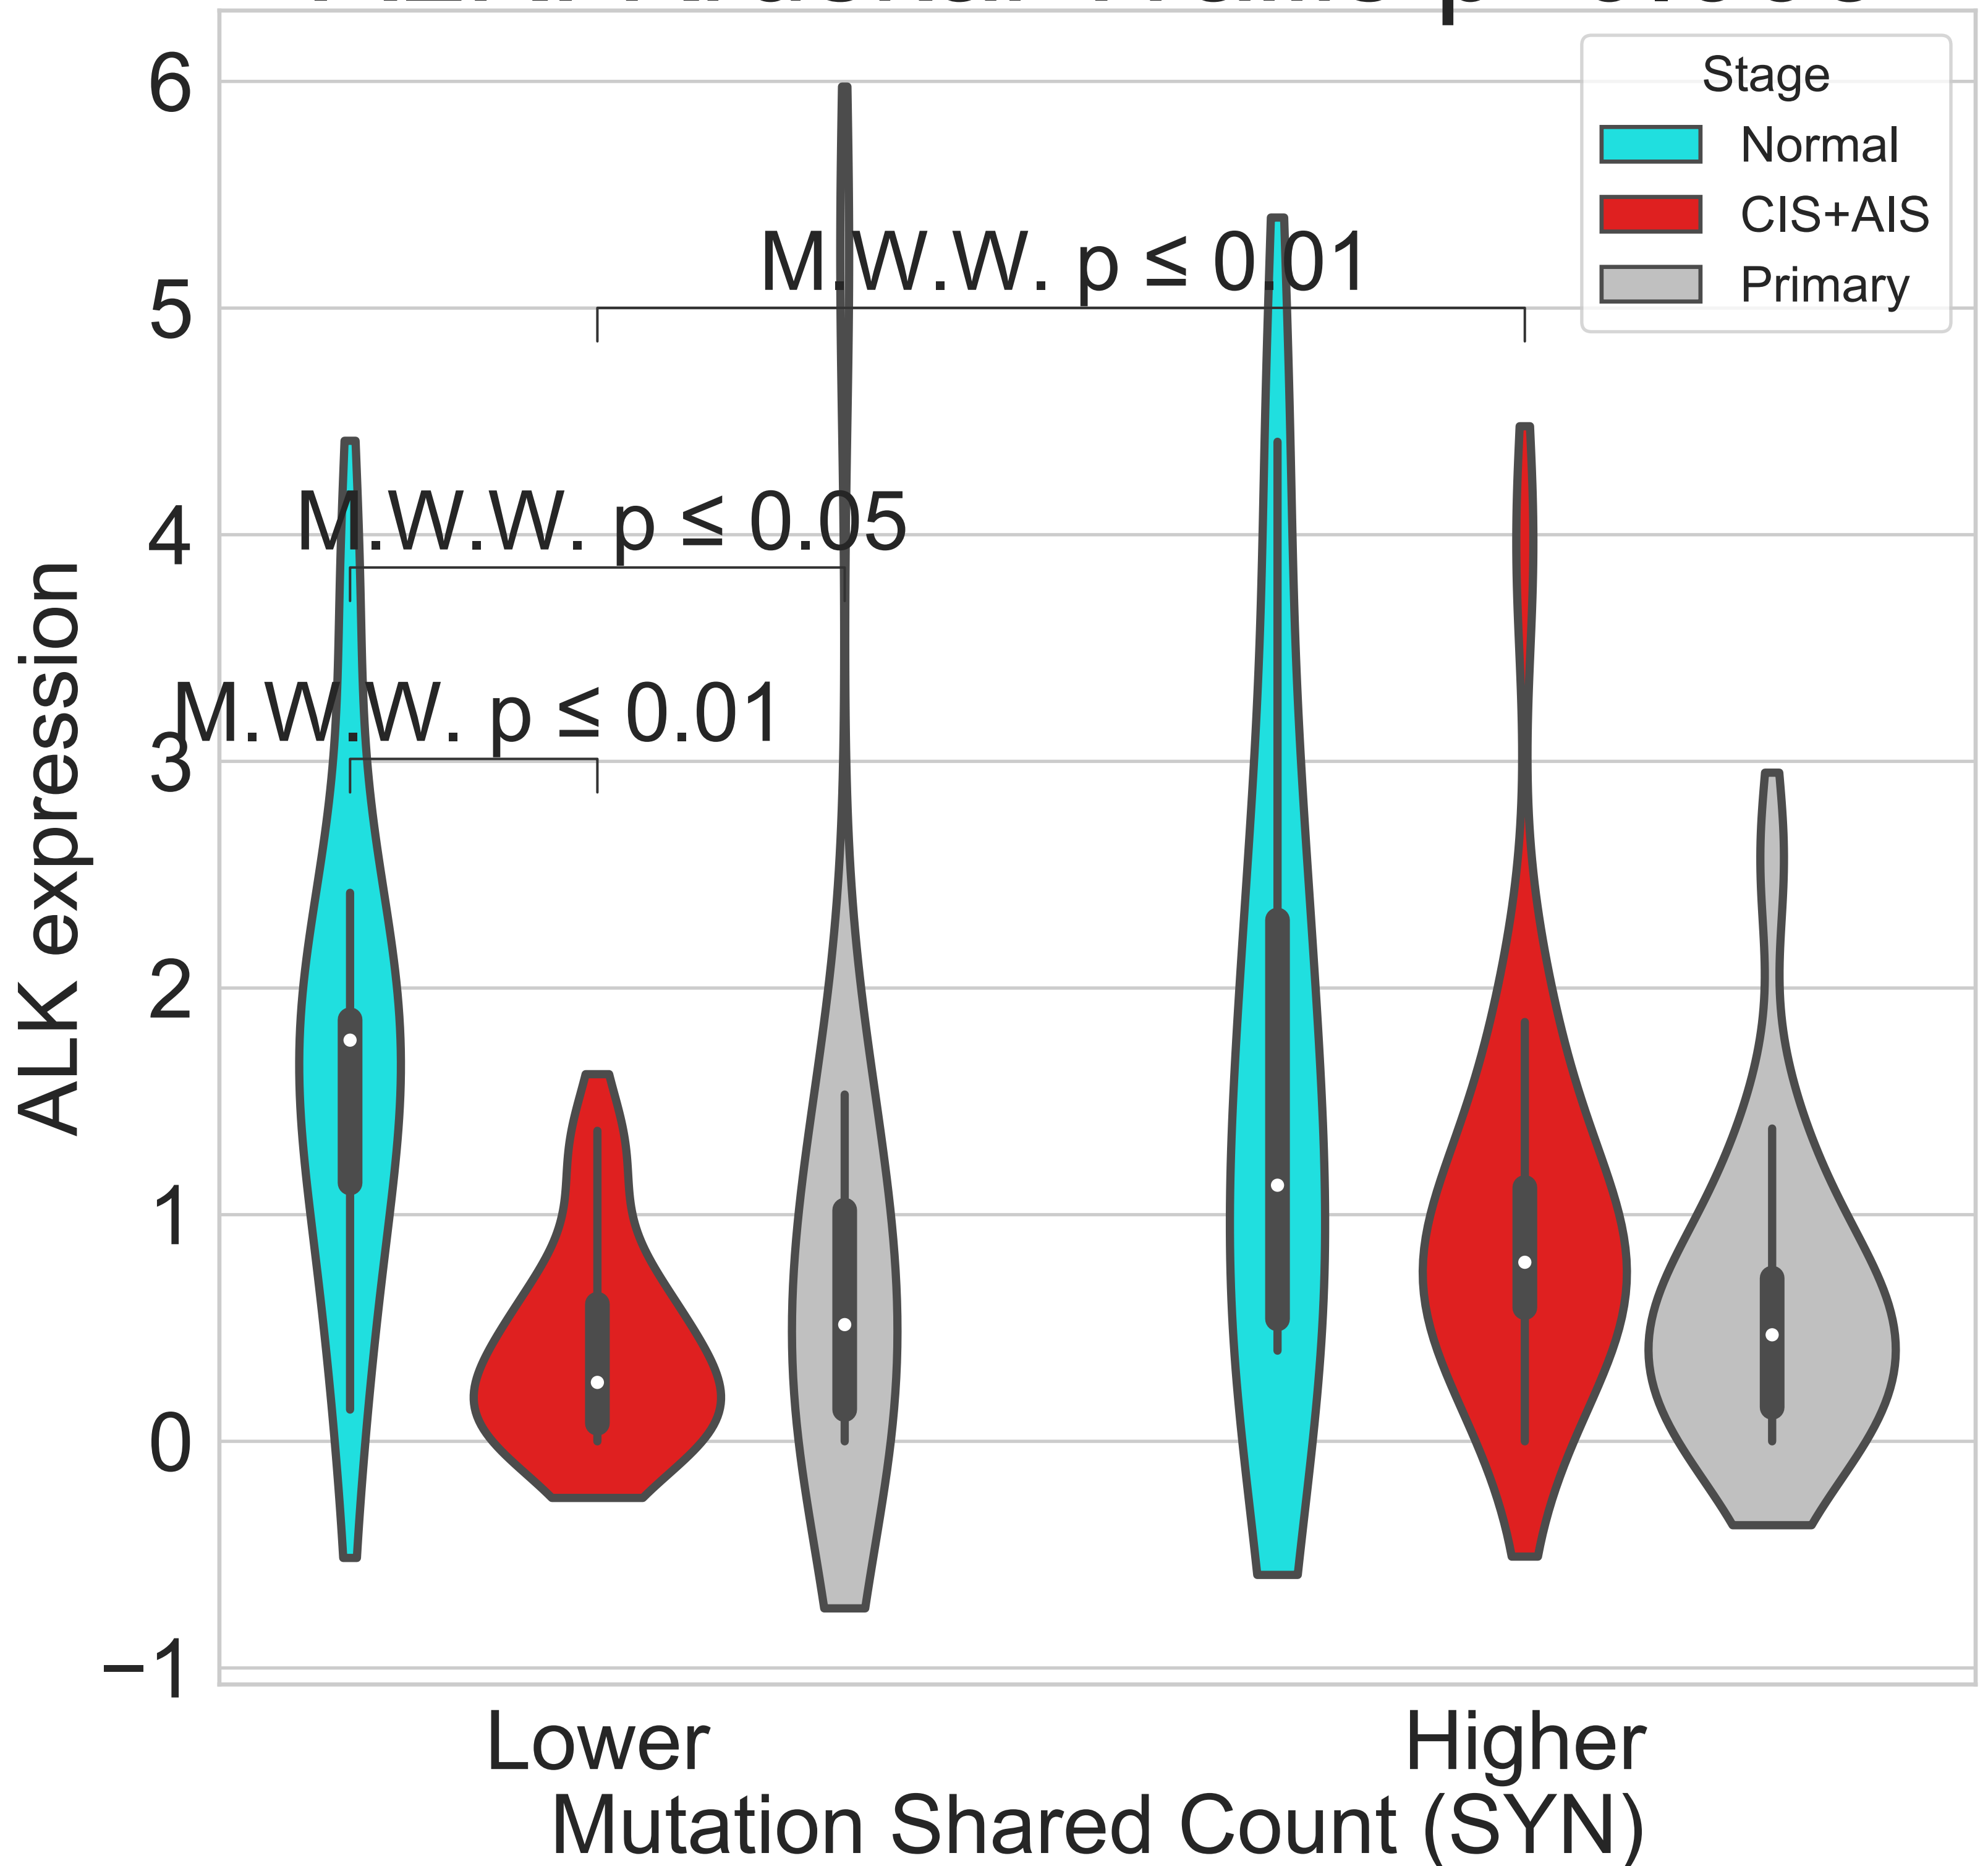 Stage
Normal
CIS+AIS
Primary
6
5
4
3
2
1
0
−1
M.W.W. p ≤ 0.01
M.W.W. p ≤ 0.05
M.W.W. p ≤ 0.01
ALK expression
Lower
Higher
Mutation Shared Count (SYN)